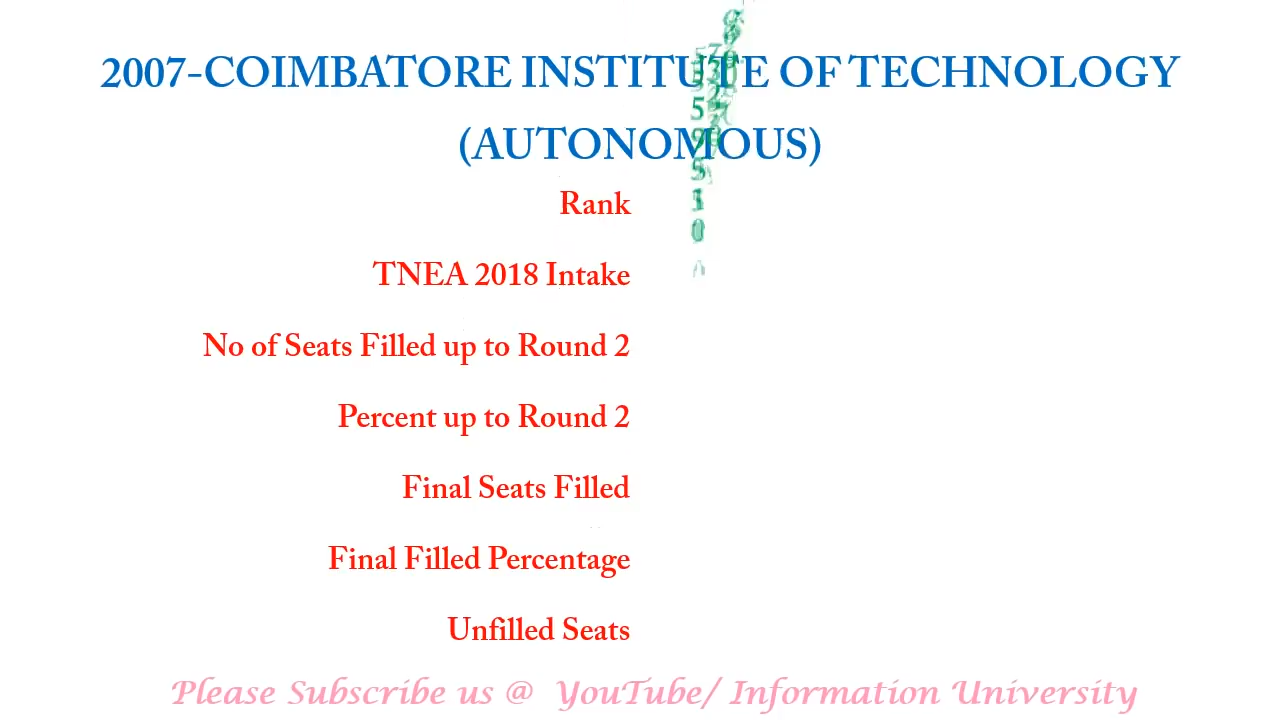 2007-COIMBATORE INSTITUTE OF TECHNOLOGY
(AUTONOMOUS)
Rank
TNEA 2018 Intake
No of Seats Filled up to Round 2
Percent up to Round 2
Final Seats Filled
Final Filled Percentage
Unfilled Seats
Please Subscribe us @ YouTube/ Information University